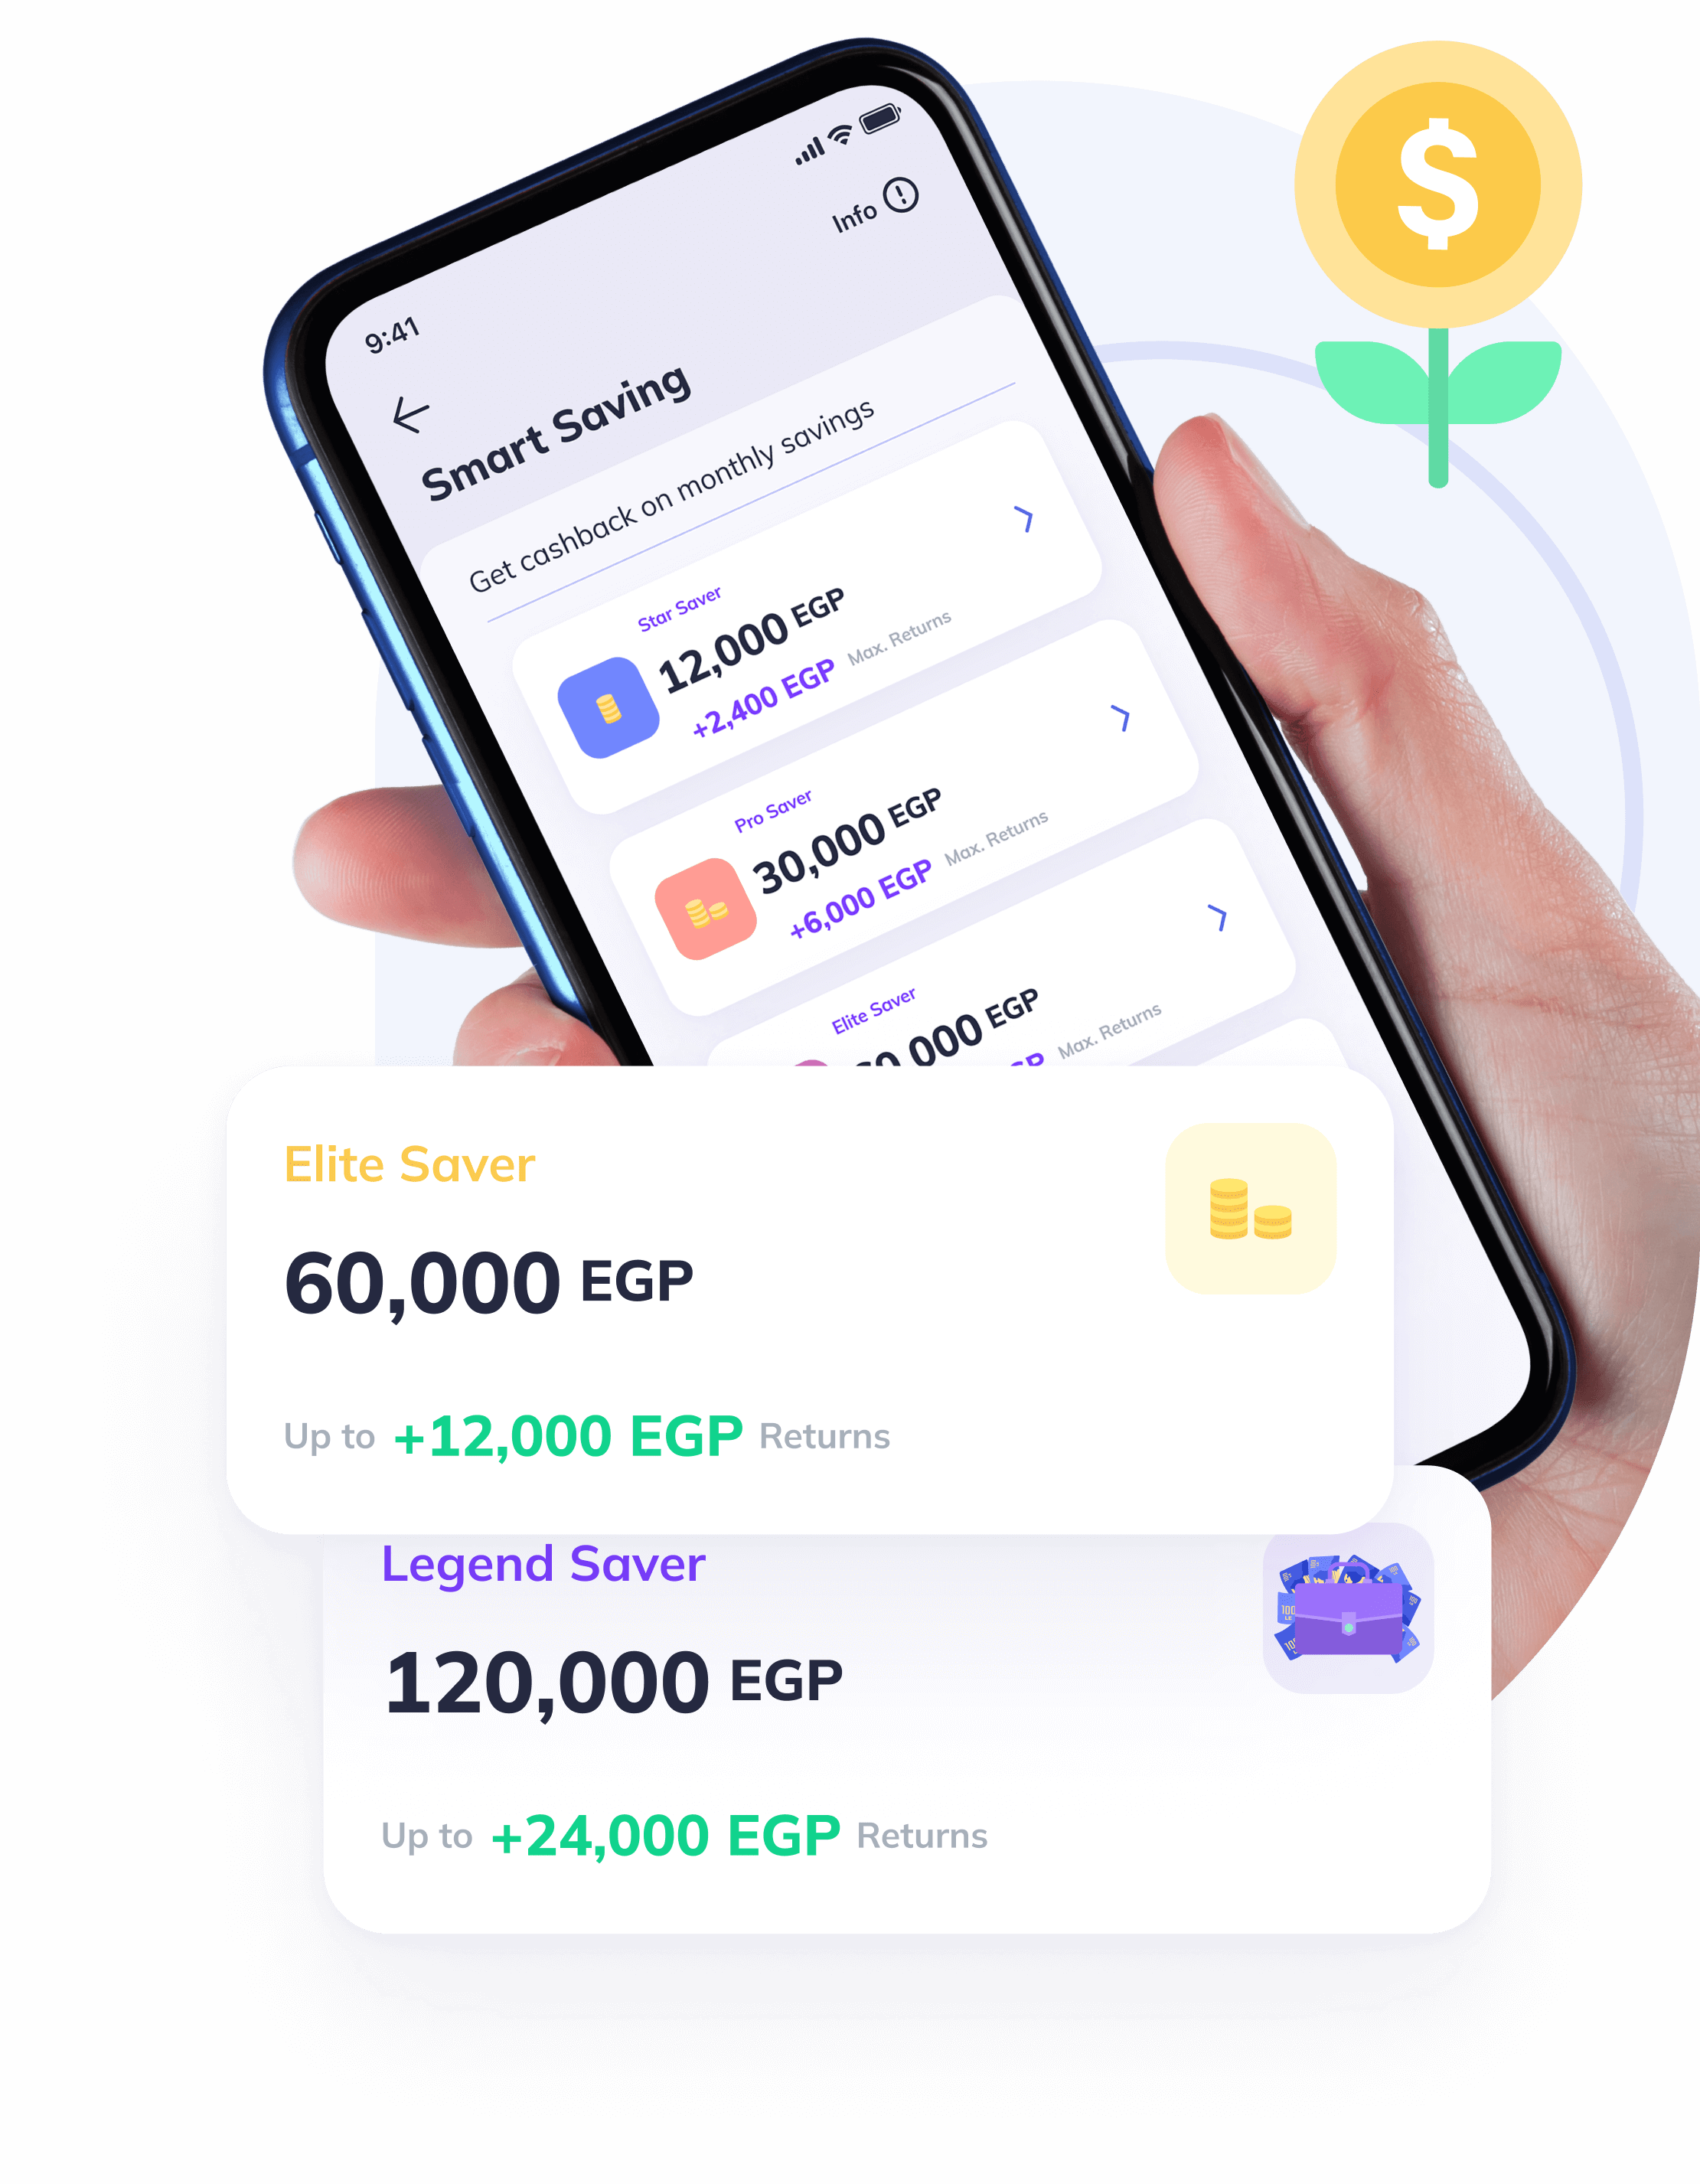 9:41
Info
Smart Saving
Get cashback on monthly savings
Star Saver
12,000 EGP
+2,400 EGP Max. Returns
Pro Saver
30,000 EGP
+6,000 EGP Max. Returns
Elite Saver
60,000 EGP
Max. Returns
Elite Saver
60,000 EGP
Up to +12,000 EGP Returns
Legend Saver
120,000 EGP
Up to +24,000 EGP Returns
$